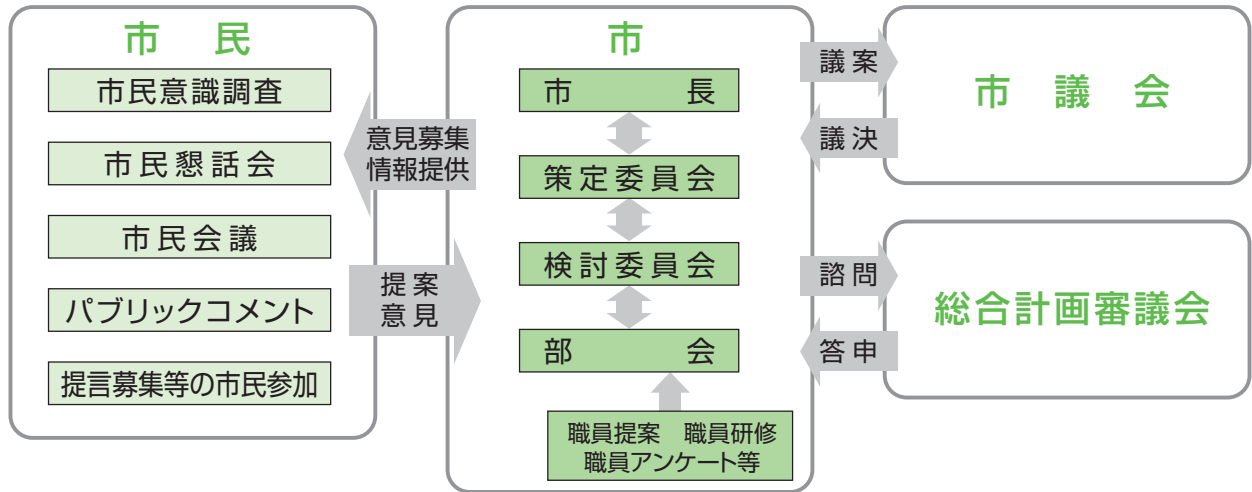 市　民
市民意識調査
市民懇話会
市民会議
パブリックコメント
提言募集等の市民参加
意見募集
情報提供
提案
意見
市
市　長
策定委員会
検討委員会
部　会
職員提案　職員研修
職員アンケート等
議案
議決
諮問
答申
市　議　会
総合計画審議会